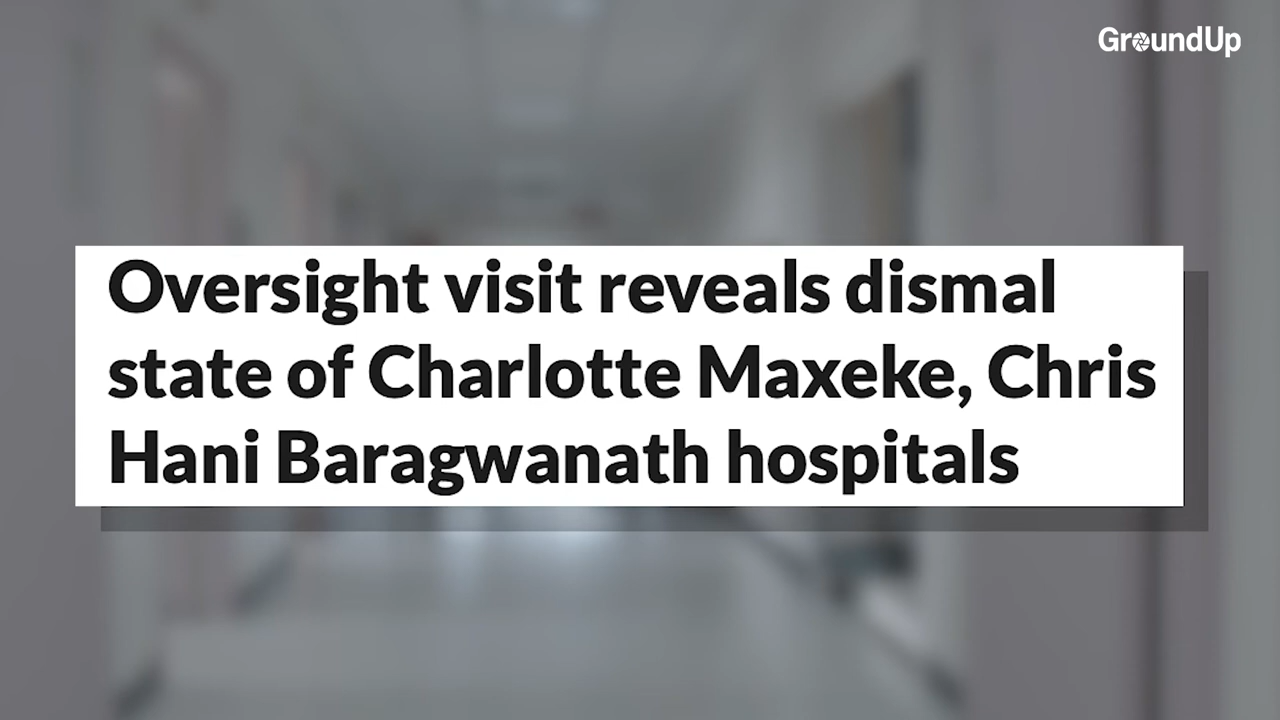 GroundUp
Oversight visit reveals dismal
state of Charlotte Maxeke, Chris
Hani Baragwanath hospitals